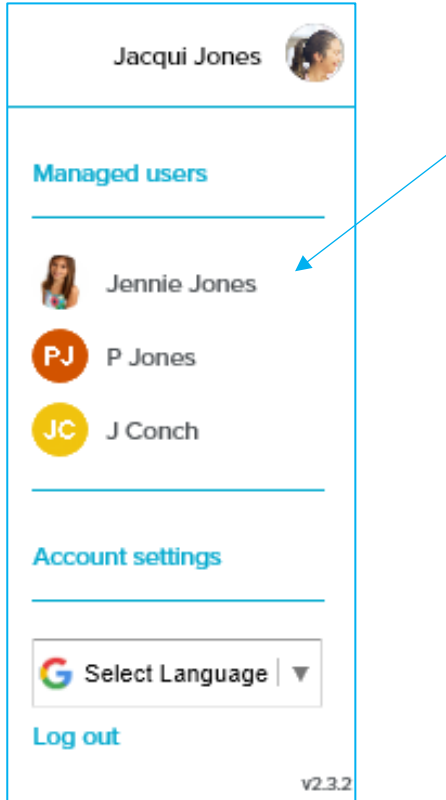 Jacqui Jones
Managed users
Jennie Jones
PJ P Jones
JC J Conch
Account settings
G Select Language ▼
Log out
v2.3.2